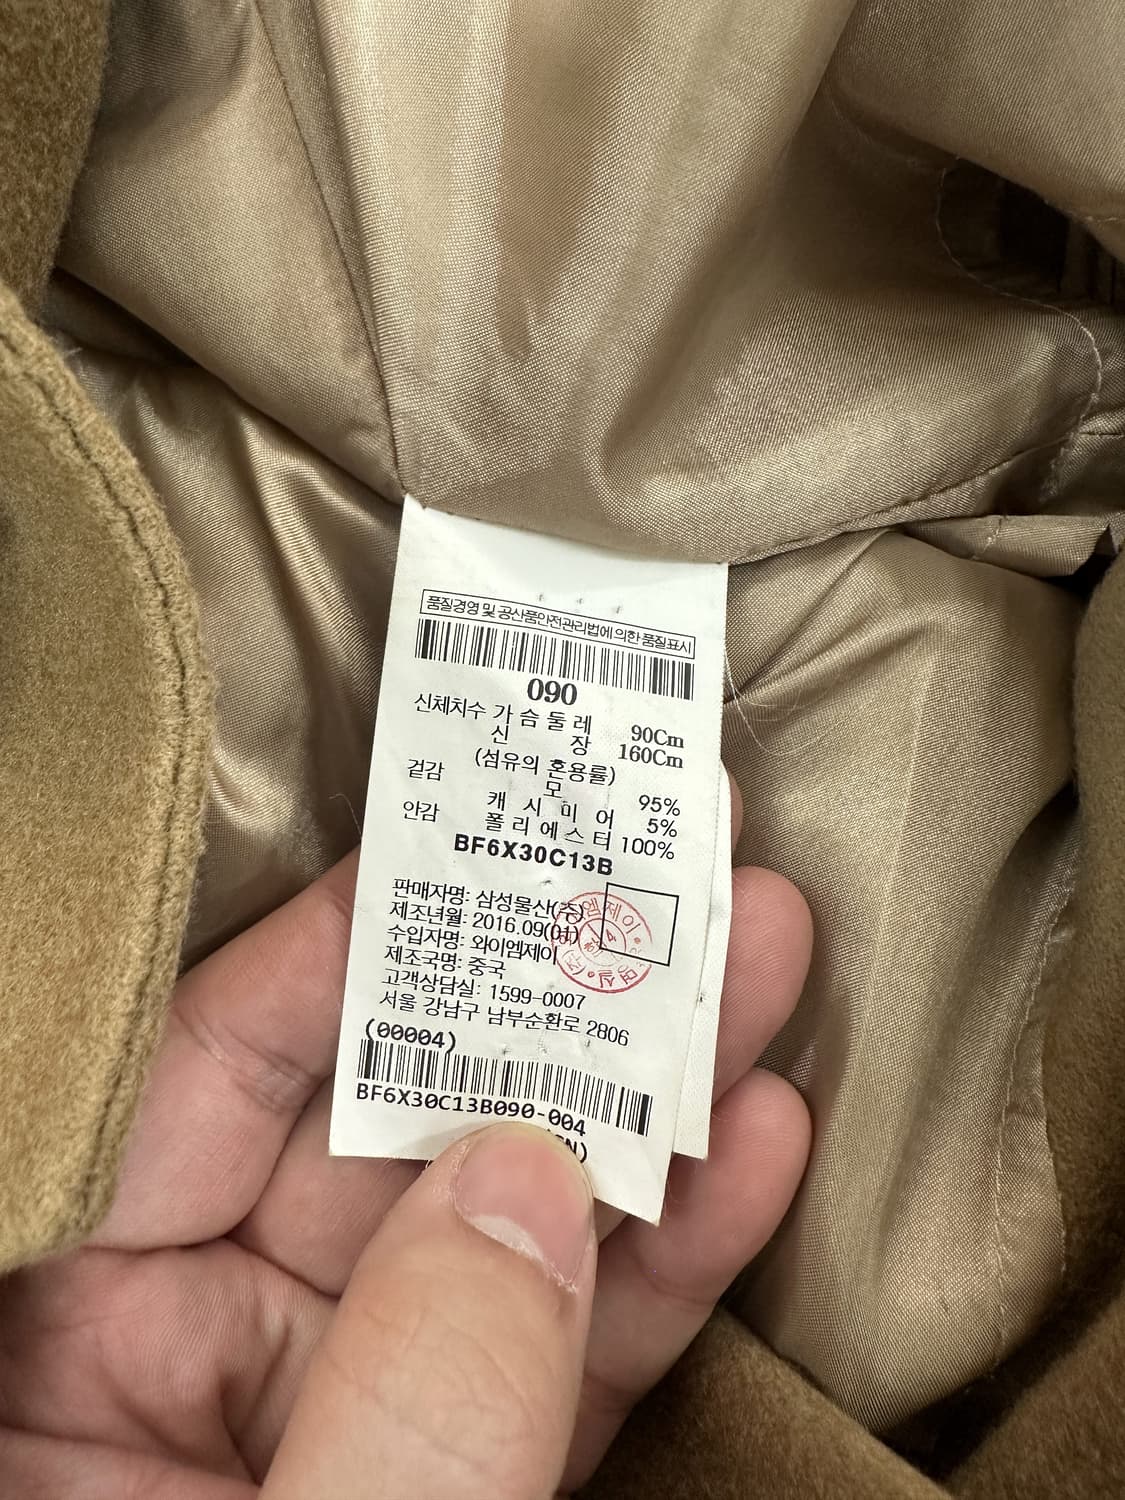 품질경영 및 공산품안전관리법에 의한 품질표시
090
신체치수 가 슴 둘 레 90Cm
신 장 160Cm
(섬유의 혼용률)
겉감 모 95%
캐 시 미 어 5%
안감 폴 리 에 스 터 100%
BF6X30C13B
판매자명: 삼성물산(주)
제조년월: 2016.09(01)
수입자명: 와이엠제이
제조국명: 중국
고객상담실: 1599-0007
서울 강남구 남부순환로 2806
(00004)
BF6X30C13B090-004